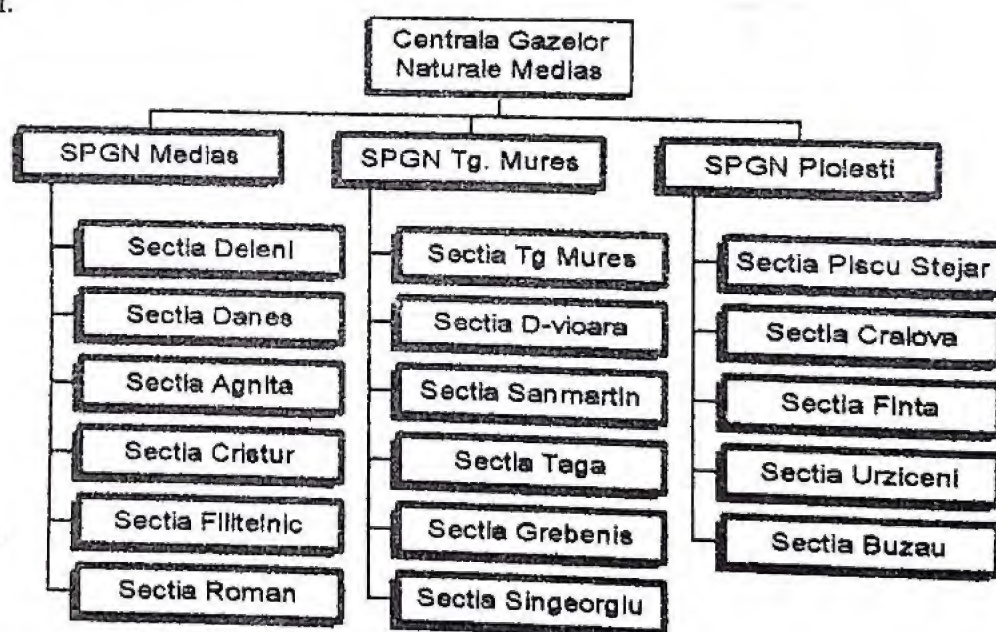 Centrala Gazelor
Naturale Medias
SPGN Medias
Sectia Deleni
Sectia Danes
Sectia Agnita
Sectia Cristur
Sectia Filitelnic
Sectia Roman
SPGN Tg. Mures
Sectia Tg Mures
Sectia D-vioara
Sectia Sanmartin
Sectia Taga
Sectia Grebenis
Sectia Singeorgiu
SPGN Ploiesti
Sectia Piscu Stejar
Sectia Craiova
Sectia Finta
Sectia Urziceni
Sectia Buzau